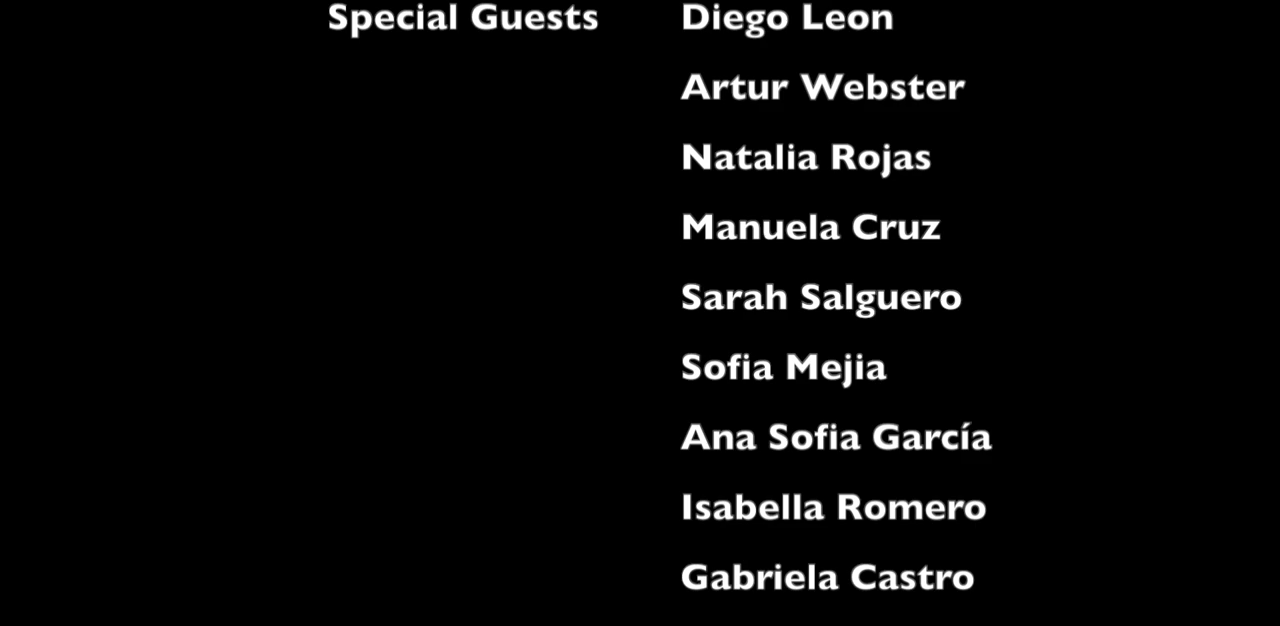 Special Guests Diego Leon
Artur Webster
Natalia Rojas
Manuela Cruz
Sarah Salguero
Sofia Mejia
Ana Sofia García
Isabella Romero
Gabriela Castro